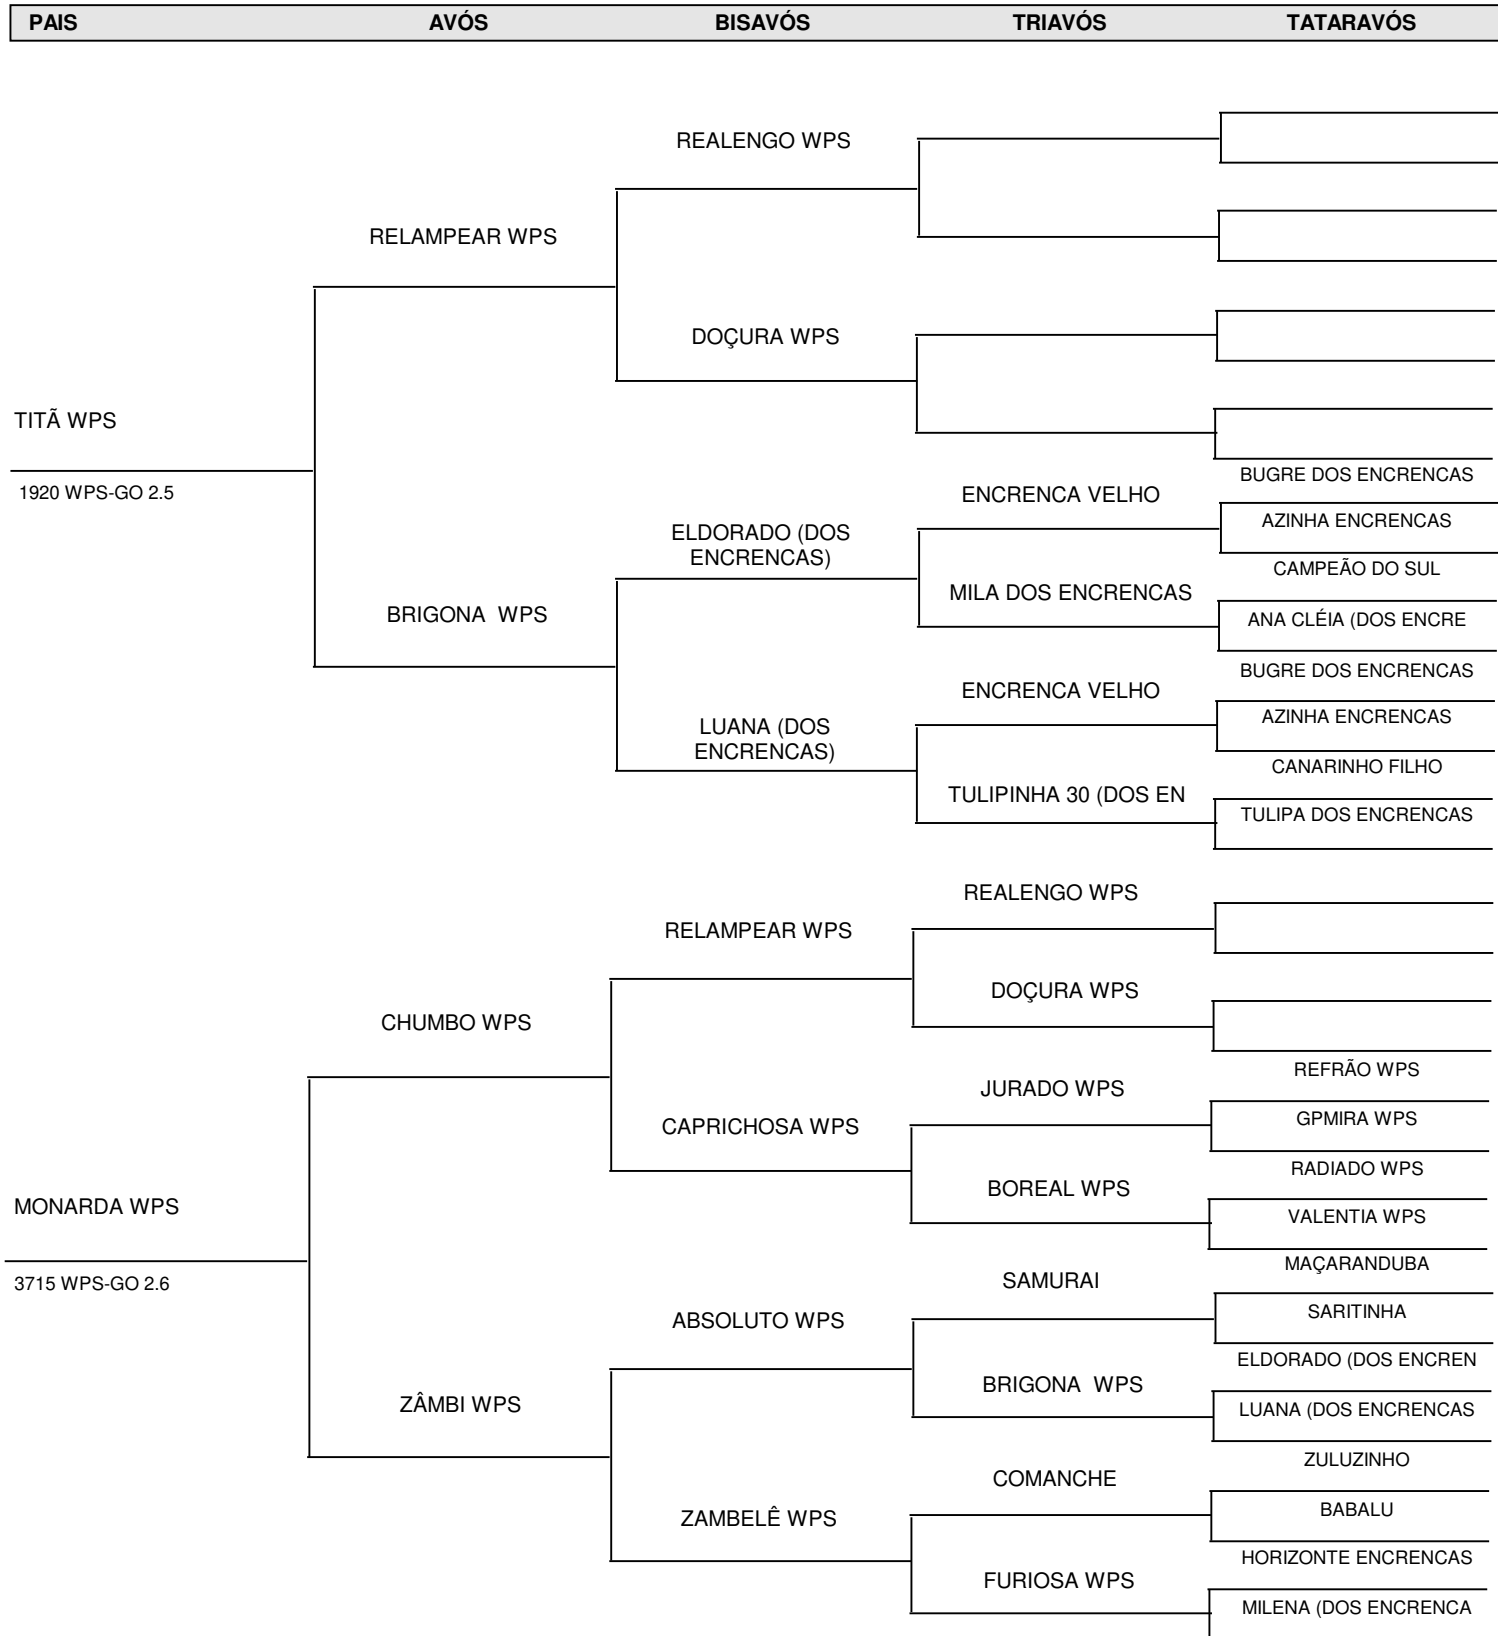 PAIS AVÓS BISAVÓS TRIAVÓS TATARAVÓS
REALENGO WPS
RELAMPEAR WPS
DOÇURA WPS
TITÃ WPS
1920 WPS-GO 2.5
BUGRE DOS ENCRENCAS
ENCRENCA VELHO
AZINHA ENCRENCAS
ELDORADO (DOS
ENCRENCAS)
CAMPEÃO DO SUL
MILA DOS ENCRENCAS
BRIGONA  WPS
ANA CLÉIA (DOS ENCRE
BUGRE DOS ENCRENCAS
ENCRENCA VELHO
AZINHA ENCRENCAS
LUANA (DOS
ENCRENCAS)
CANARINHO FILHO
TULIPINHA 30 (DOS EN
TULIPA DOS ENCRENCAS
REALENGO WPS
RELAMPEAR WPS
DOÇURA WPS
CHUMBO WPS
REFRÃO WPS
JURADO WPS
GPMIRA WPS
CAPRICHOSA WPS
RADIADO WPS
BOREAL WPS
MONARDA WPS
VALENTIA WPS
3715 WPS-GO 2.6
MAÇARANDUBA
SAMURAI
SARITINHA
ABSOLUTO WPS
ELDORADO (DOS ENCREN
BRIGONA  WPS
ZÂMBI WPS
LUANA (DOS ENCRENCAS
ZULUZINHO
COMANCHE
BABALU
ZAMBELÊ WPS
HORIZONTE ENCRENCAS
FURIOSA WPS
MILENA (DOS ENCRENCA